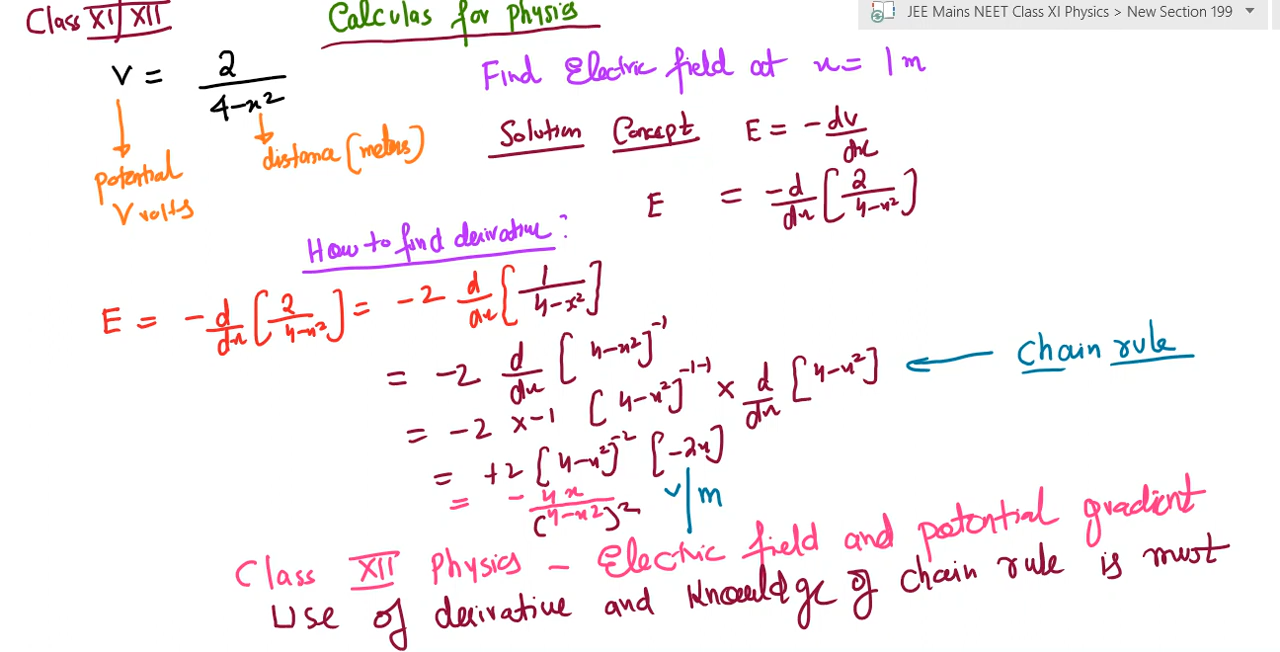 Class XI/XII
Calculas for physics
JEE Mains NEET Class XI Physics > New Section 199
V = 2/(4-x²)
Find Electric field at x = 1m
potential
V volts
distance (meters)
Solution Concept E = -dv/dx
E = -d/dx [2/(4-x²)]
How to find derivative?
E = -d/dx [2/(4-x²)] = -2 d/dx [1/(4-x²)]
= -2 d/dx [4-x²]⁻¹
= -2 x-1 [4-x²]⁻¹⁻¹ × d/dx [4-x²] ← Chain rule
= +2 [4-x²]⁻² [-2x]
= -4x/(4-x²)² V/m
Class XII Physics - Electric field and potential gradient
Use of derivative and knowledge of chain rule is must